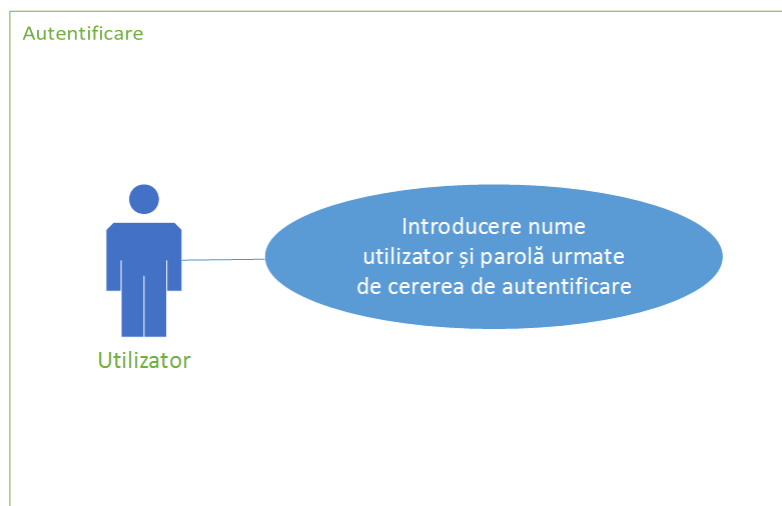 Autentificare
Introducere nume
utilizator și parolă urmate
de cererea de autentificare
Utilizator